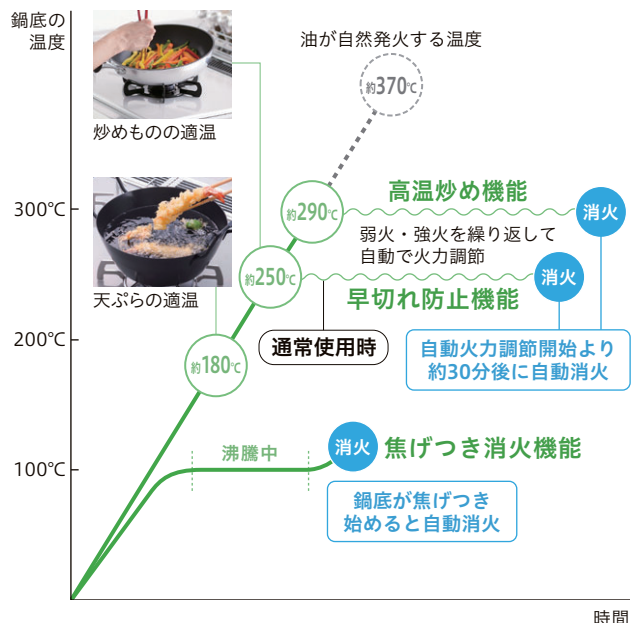 鍋底の
温度
油が自然発火する温度
約370℃
炒めものの適温
300℃
約290℃
高温炒め機能
消火
弱火・強火を繰り返して
自動で火力調節
約250℃
早切れ防止機能
消火
天ぷらの適温
200℃
通常使用時
自動火力調節開始より
約30分後に自動消火
約180℃
沸騰中
消火
焦げつき消火機能
100℃
鍋底が焦げつき
始めると自動消火
時間